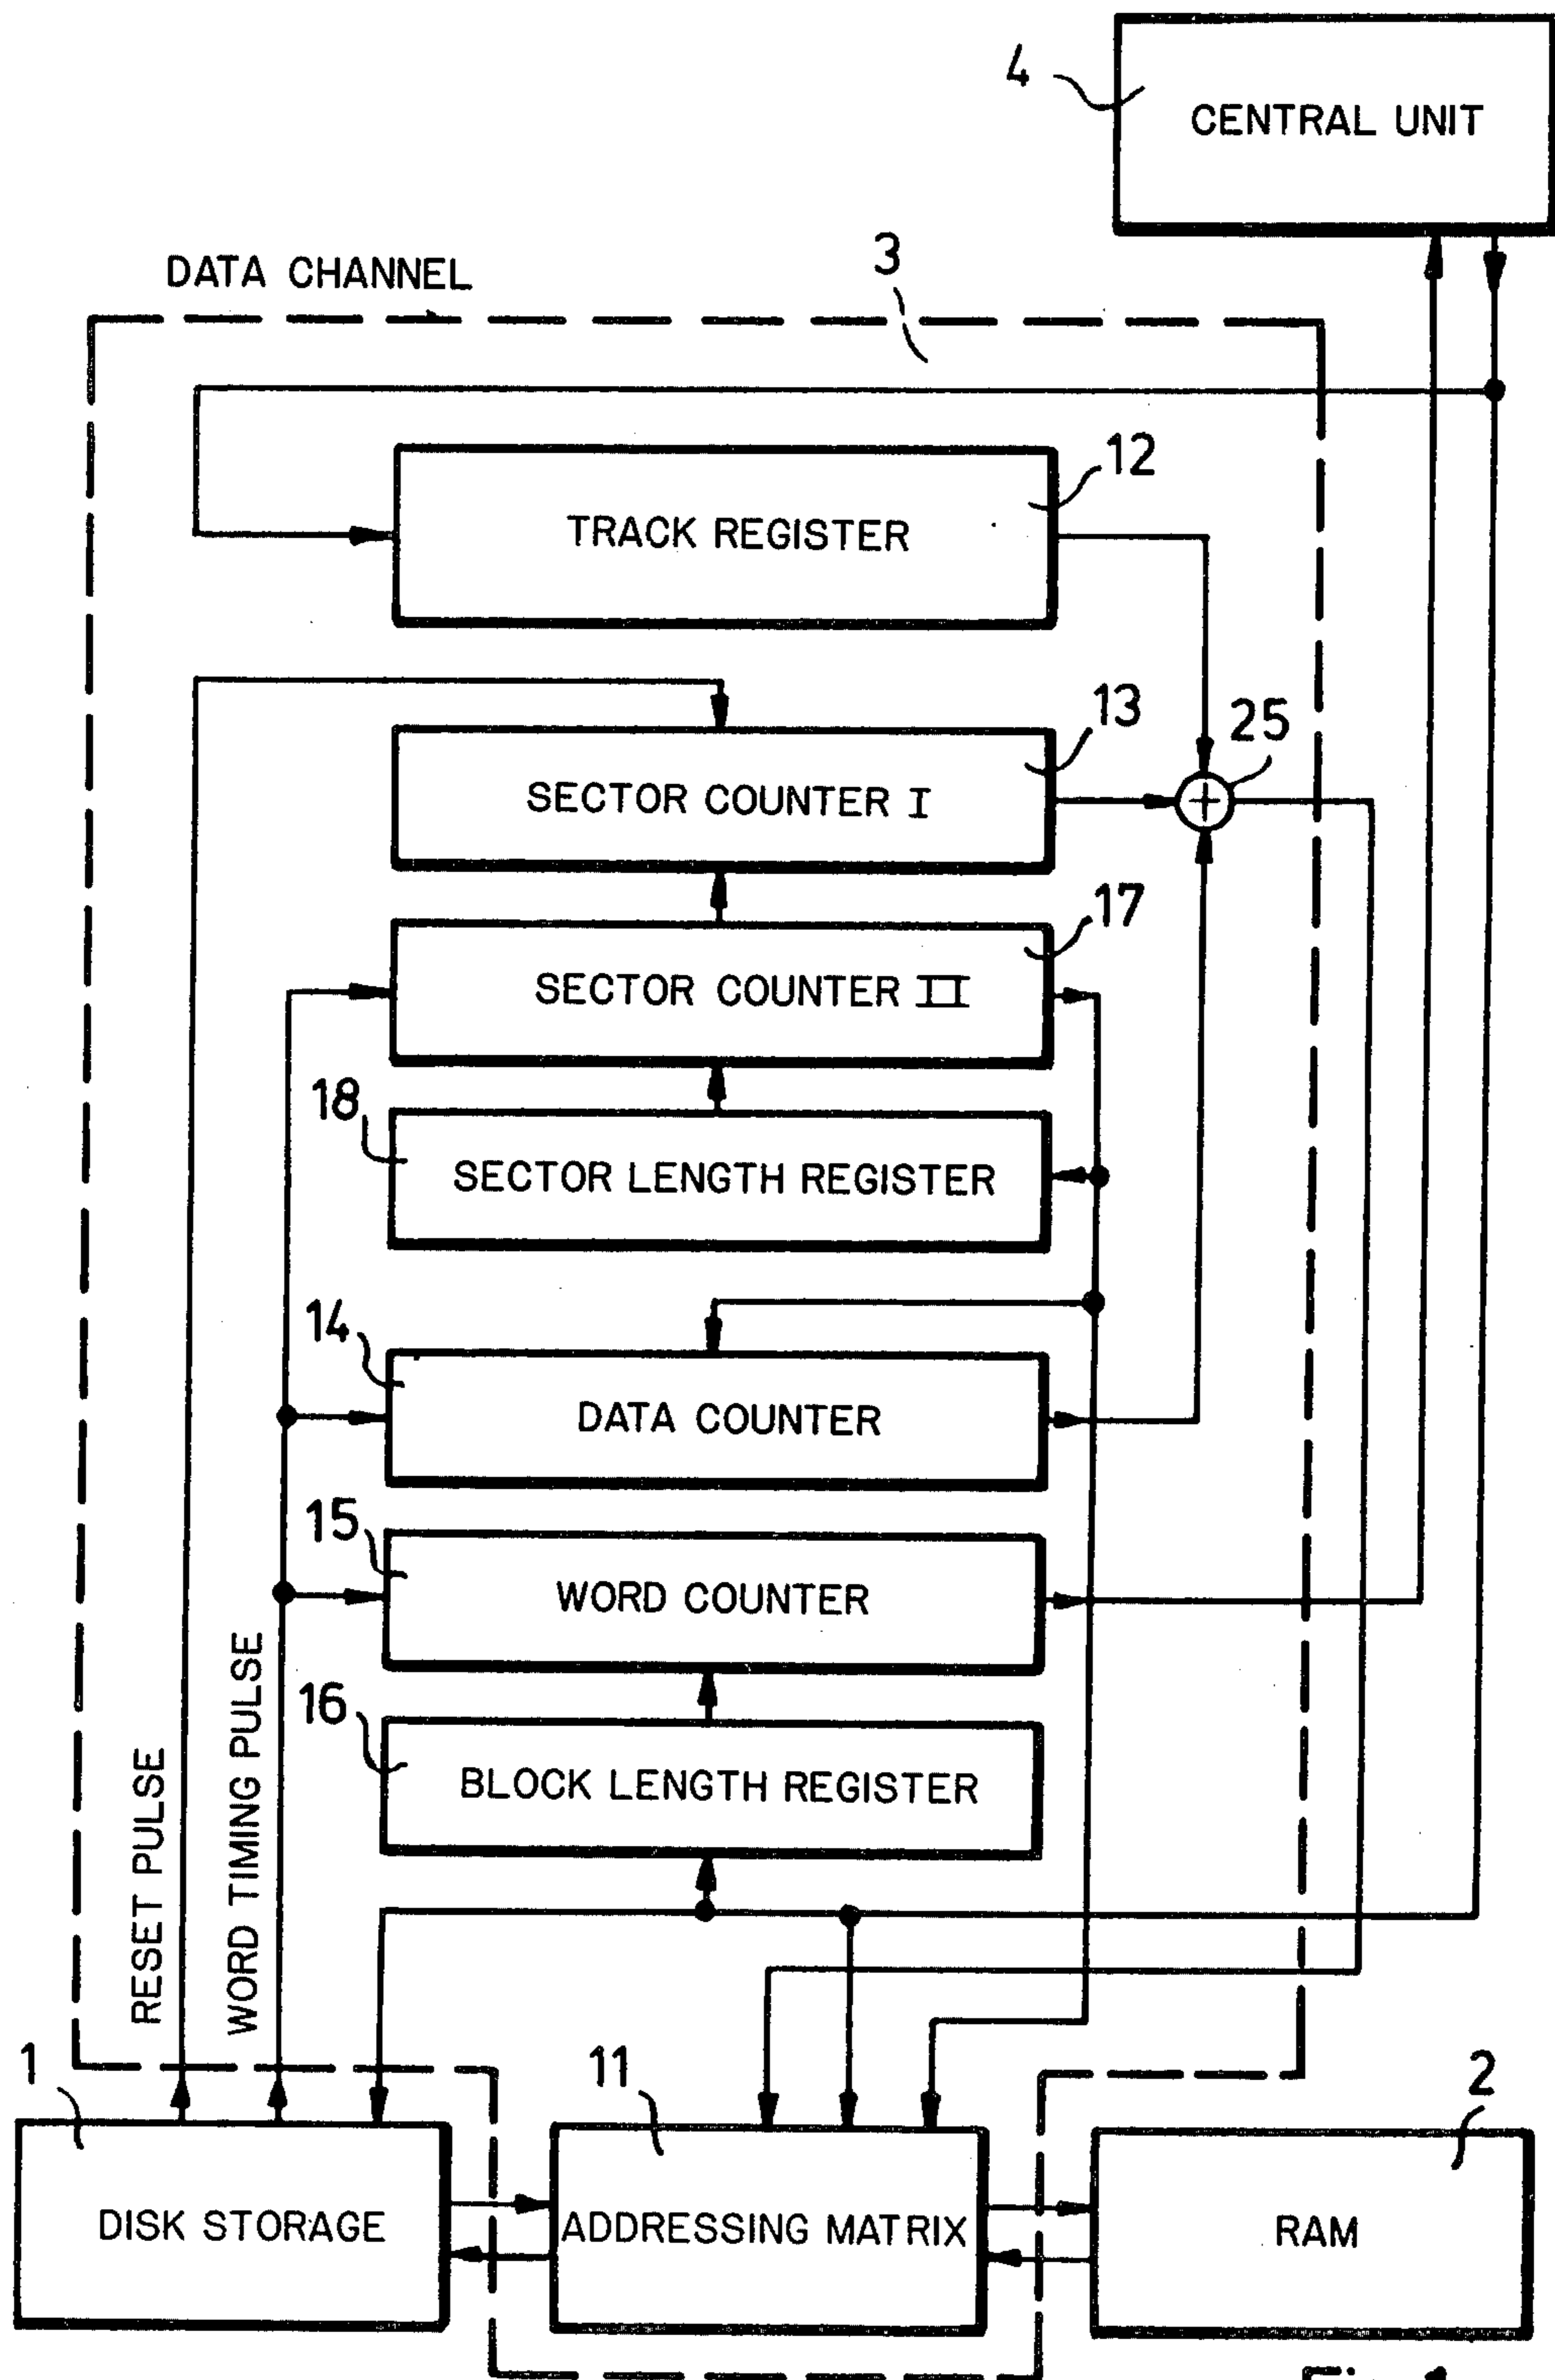 4
CENTRAL UNIT
DATA CHANNEL
3
12
TRACK REGISTER
13
25
SECTOR COUNTER I
17
SECTOR COUNTER II
18
SECTOR LENGTH REGISTER
14
DATA COUNTER
15
WORD COUNTER
16
BLOCK LENGTH REGISTER
RESET PULSE
WORD TIMING PULSE
1
11
2
DISK STORAGE
ADDRESSING MATRIX
RAM